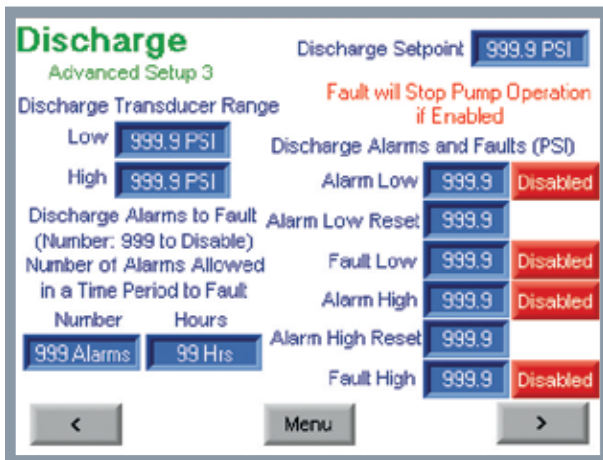 Discharge
Advanced Setup 3
Discharge Setpoint 999.9 PSI
Fault will Stop Pump Operation
if Enabled
Discharge Transducer Range
Low 999.9 PSI
High 999.9 PSI
Discharge Alarms to Fault
(Number: 999 to Disable)
Number of Alarms Allowed
in a Time Period to Fault
Number Hours
999 Alarms 99 Hrs
Discharge Alarms and Faults (PSI)
Alarm Low 999.9 Disabled
Alarm Low Reset 999.9
Fault Low 999.9 Disabled
Alarm High 999.9 Disabled
Alarm High Reset 999.9
Fault High 999.9 Disabled
< Menu >